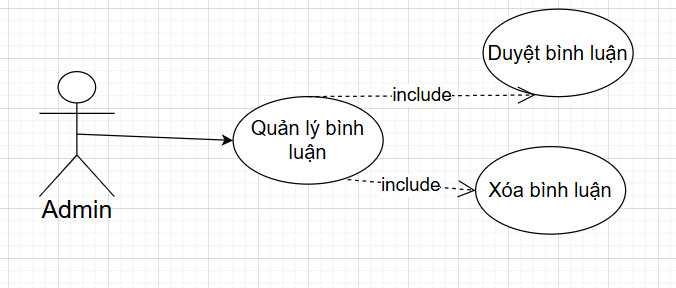 Duyệt bình luận
include
Quản lý bình
luận
include
Xóa bình luận
Admin